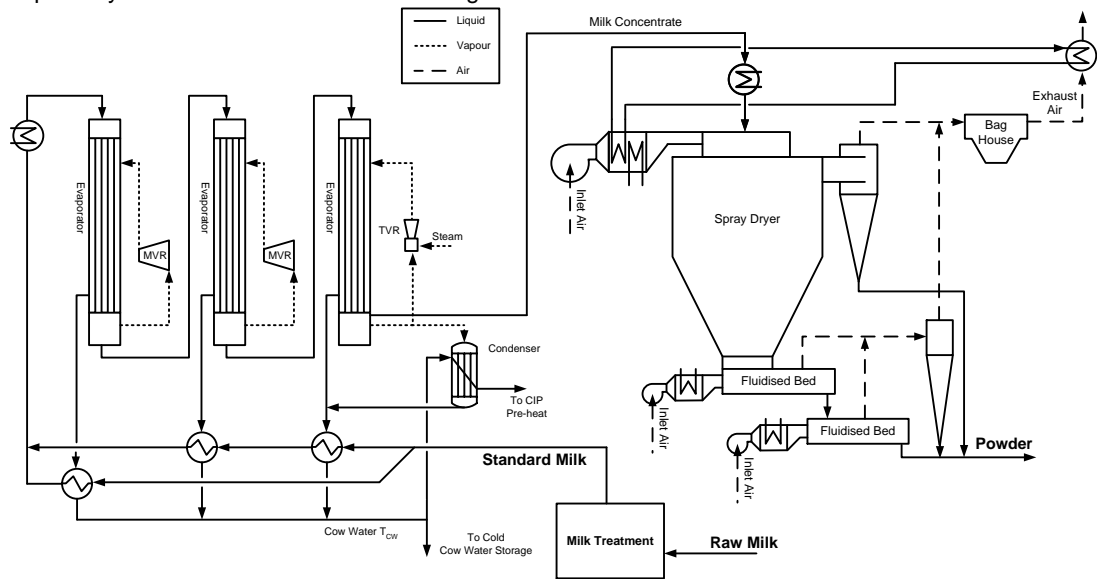 Liquid
Vapour
Air
Milk Concentrate
Exhaust
Air
Bag
House
Inlet Air
Spray Dryer
Evaporator
Evaporator
Evaporator
MVR
MVR
TVR
Steam
Condenser
To CIP
Pre-heat
Fluidised Bed
Inlet Air
Fluidised Bed
Inlet Air
Powder
Standard Milk
Cow Water TCW
To Cold
Cow Water Storage
Milk Treatment
Raw Milk